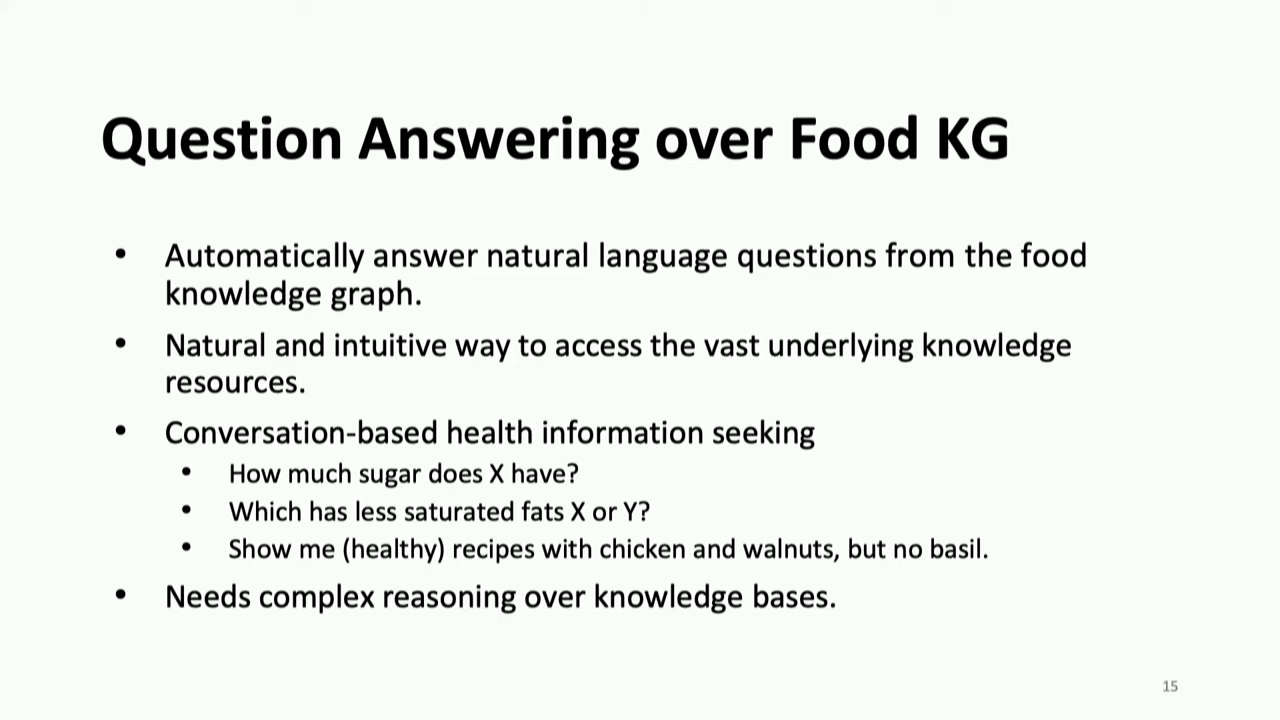 Question Answering over Food KG
• Automatically answer natural language questions from the food
knowledge graph.
• Natural and intuitive way to access the vast underlying knowledge
resources.
• Conversation-based health information seeking
• How much sugar does X have?
• Which has less saturated fats X or Y?
• Show me (healthy) recipes with chicken and walnuts, but no basil.
• Needs complex reasoning over knowledge bases.
15